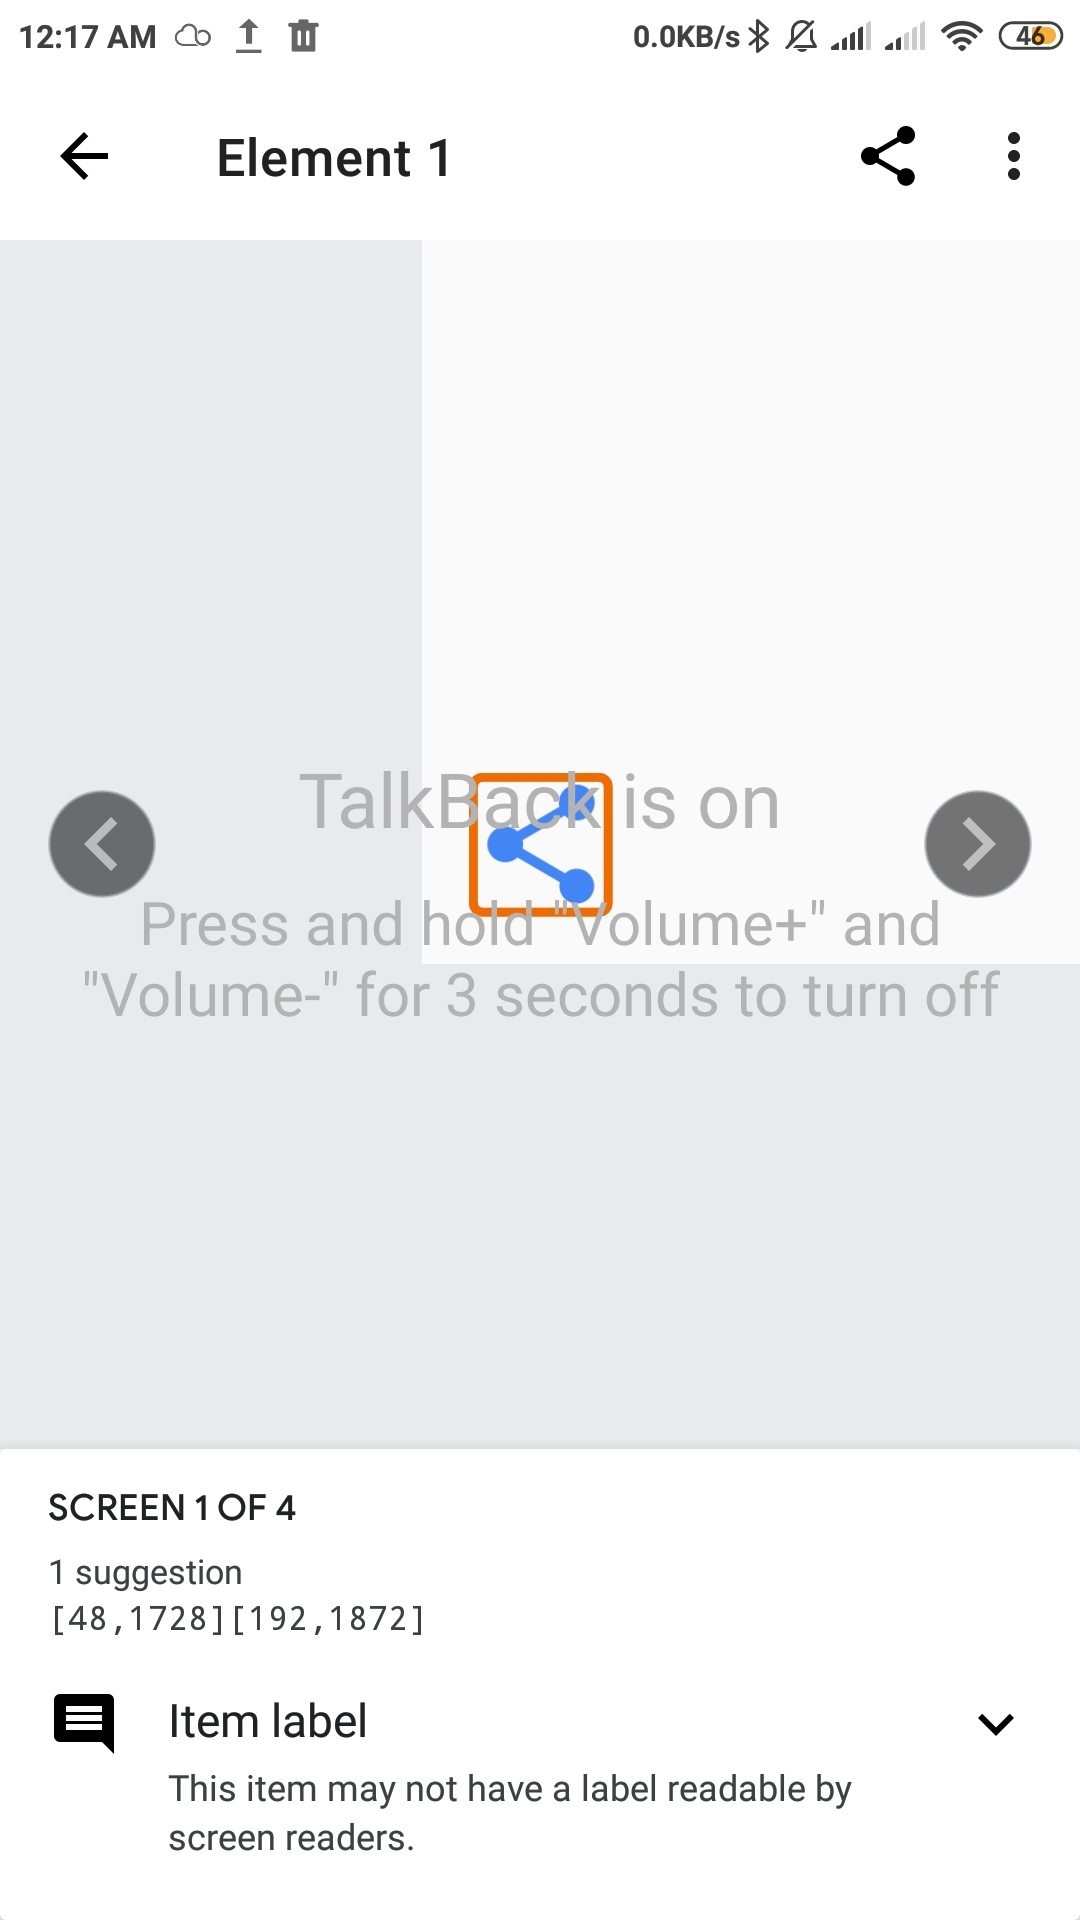 12:17 AM 0.0KB/s 46
Element 1
TalkBack is on
Press and hold "Volume+" and
"Volume-" for 3 seconds to turn off
SCREEN 1 OF 4
1 suggestion
[48,1728][192,1872]
Item label
This item may not have a label readable by
screen readers.